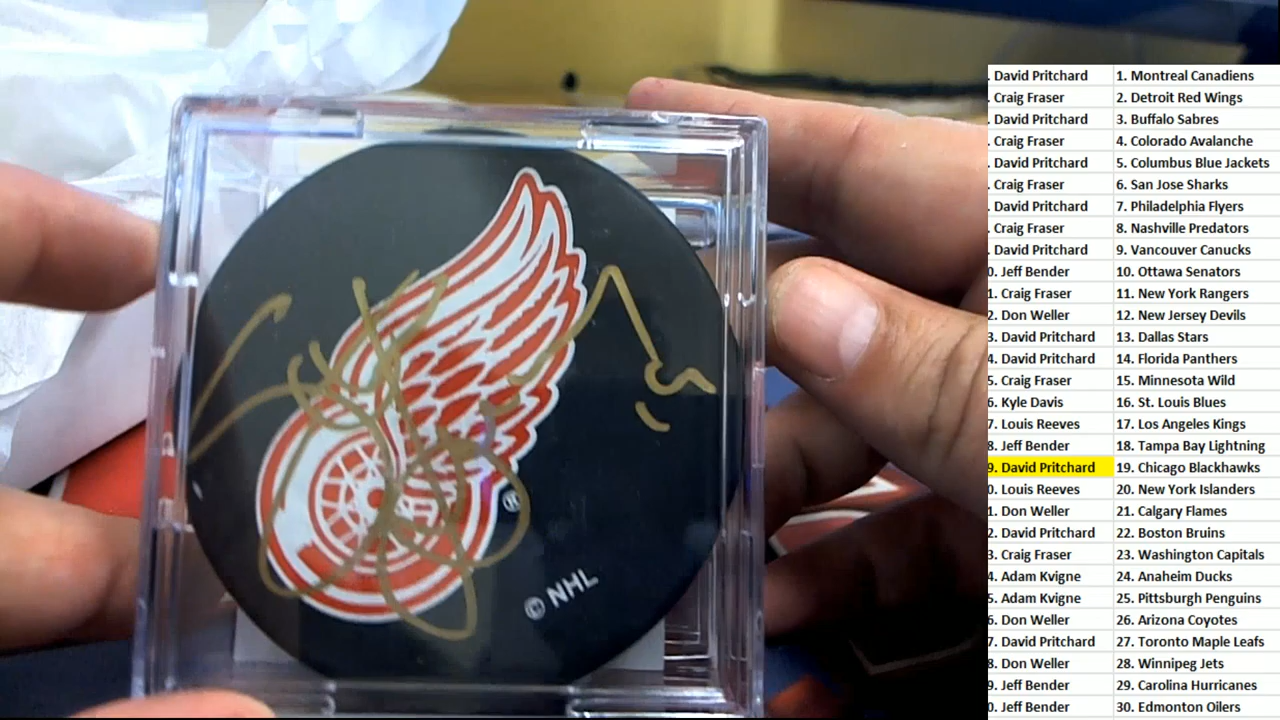 © NHL
®
. David Pritchard 1. Montreal Canadiens
. Craig Fraser 2. Detroit Red Wings
. David Pritchard 3. Buffalo Sabres
. Craig Fraser 4. Colorado Avalanche
. David Pritchard 5. Columbus Blue Jackets
. Craig Fraser 6. San Jose Sharks
. David Pritchard 7. Philadelphia Flyers
. Craig Fraser 8. Nashville Predators
. David Pritchard 9. Vancouver Canucks
0. Jeff Bender 10. Ottawa Senators
1. Craig Fraser 11. New York Rangers
2. Don Weller 12. New Jersey Devils
3. David Pritchard 13. Dallas Stars
4. David Pritchard 14. Florida Panthers
5. Craig Fraser 15. Minnesota Wild
6. Kyle Davis 16. St. Louis Blues
7. Louis Reeves 17. Los Angeles Kings
8. Jeff Bender 18. Tampa Bay Lightning
9. David Pritchard 19. Chicago Blackhawks
0. Louis Reeves 20. New York Islanders
1. Don Weller 21. Calgary Flames
2. David Pritchard 22. Boston Bruins
3. Craig Fraser 23. Washington Capitals
4. Adam Kvigne 24. Anaheim Ducks
5. Adam Kvigne 25. Pittsburgh Penguins
6. Don Weller 26. Arizona Coyotes
7. David Pritchard 27. Toronto Maple Leafs
8. Don Weller 28. Winnipeg Jets
9. Jeff Bender 29. Carolina Hurricanes
0. Jeff Bender 30. Edmonton Oilers